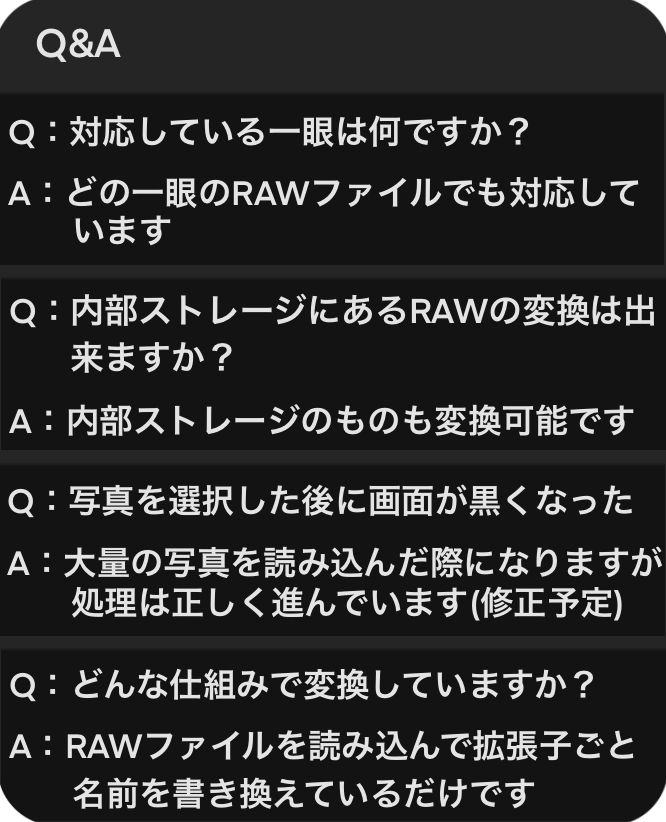 Q&A
Q：対応している一眼は何ですか？
A：どの一眼のRAWファイルでも対応して
います
Q：内部ストレージにあるRAWの変換は出
来ますか？
A：内部ストレージのものも変換可能です
Q：写真を選択した後に画面が黒くなった
A：大量の写真を読み込んだ際になりますが
処理は正しく進んでいます(修正予定)
Q：どんな仕組みで変換していますか？
A：RAWファイルを読み込んで拡張子ごと
名前を書き換えているだけです